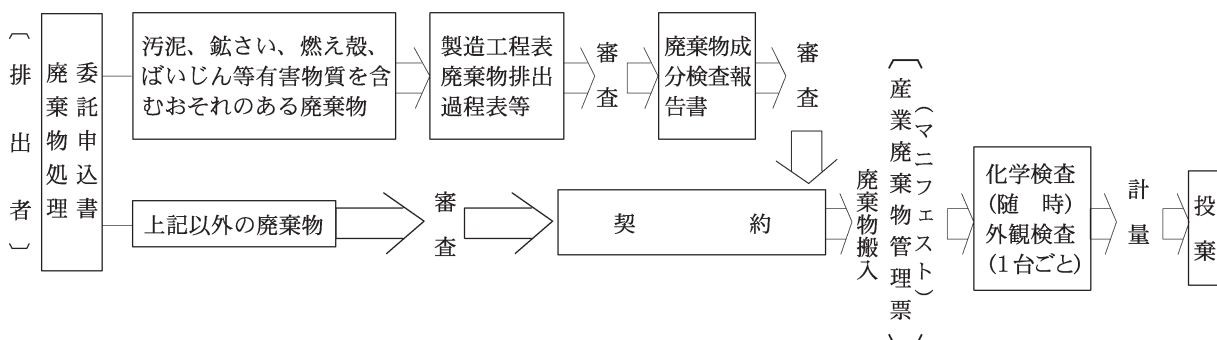 〔排出者〕
廃棄物処理
委託申込書
汚泥、鉱さい、燃え殻、
ばいじん等有害物質を含
むおそれのある廃棄物
製造工程表
廃棄物排出
過程表等
審査
廃棄物成
分検査報
告書
審査
上記以外の廃棄物
審査
契約
廃棄物搬入
〔産業廃棄物管理票〕
(マニフェスト)
化学検査
(随　時)
外観検査
(1台ごと)
計量
投棄